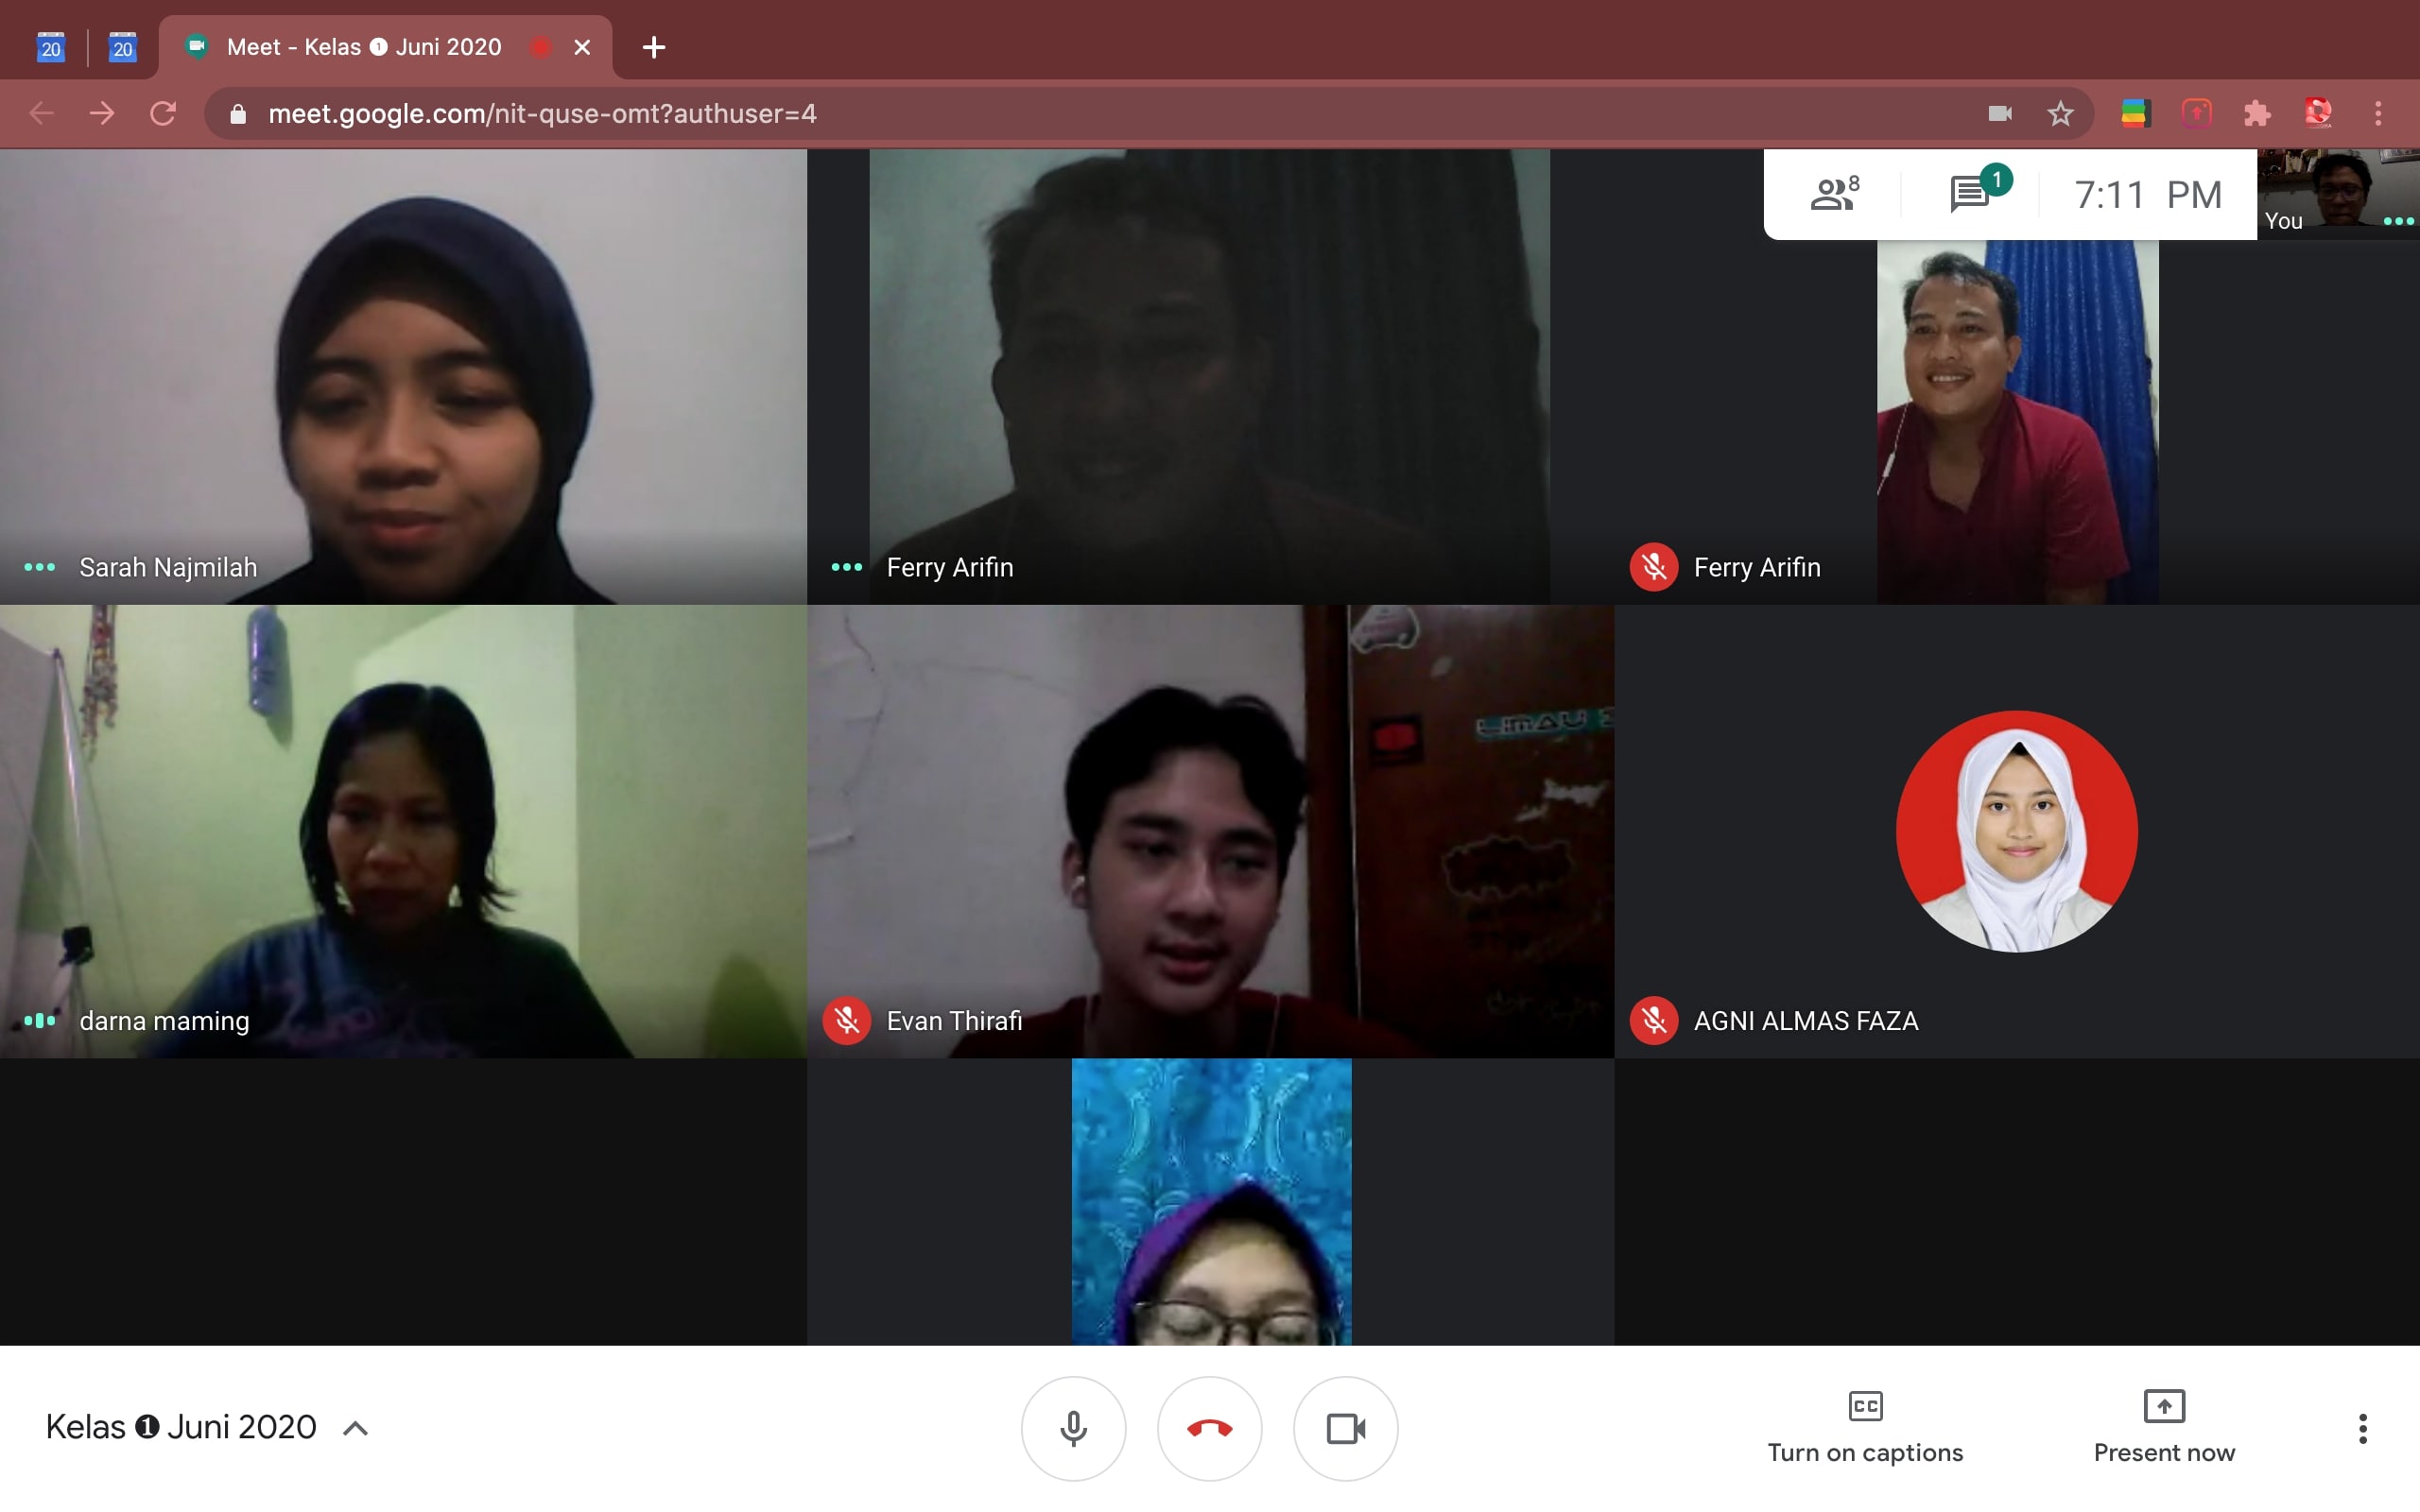 20
20
Meet - Kelas ❶ Juni 2020
meet.google.com/nit-quse-omt?authuser=4
8
1
7:11 PM
You
Sarah Najmilah
Ferry Arifin
Ferry Arifin
LIMAU
darna maming
Evan Thirafi
AGNI ALMAS FAZA
Kelas ❶ Juni 2020
CC
Turn on captions
Present now